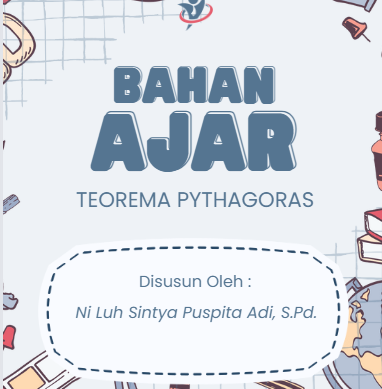 BAHAN
AJAR
TEOREMA PYTHAGORAS
Disusun Oleh :
Ni Luh Sintya Puspita Adi, S.Pd.